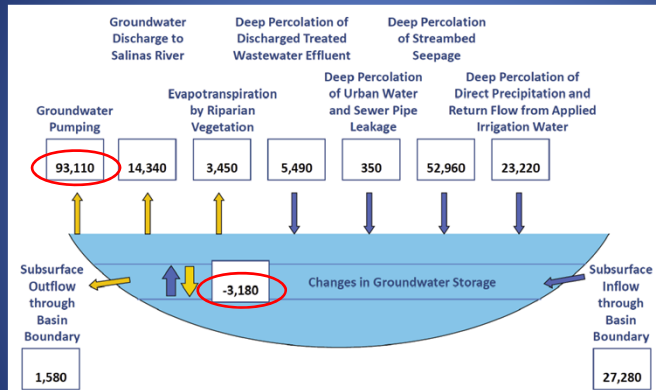 Groundwater
Discharge to
Salinas River
Deep Percolation of
Discharged Treated
Wastewater Effluent
Deep Percolation
of Streambed
Seepage
Groundwater
Pumping
Evapotranspiration
by Riparian
Vegetation
Deep Percolation
of Urban Water
and Sewer Pipe
Leakage
Deep Percolation of
Direct Precipitation and
Return Flow from Applied
Irrigation Water
93,110
14,340
3,450
5,490
350
52,960
23,220
Subsurface
Outflow
through
Basin
Boundary
1,580
-3,180
Changes in Groundwater Storage
Subsurface
Inflow
through
Basin
Boundary
27,280